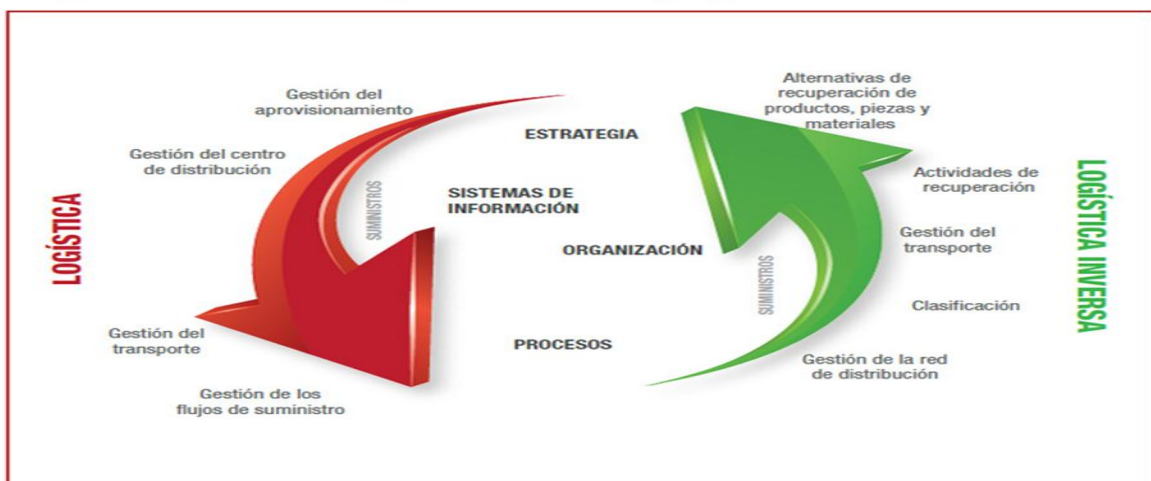 LOGÍSTICA
Gestión del
aprovisionamiento
Gestión del centro
de distribución
SUMINISTROS
Gestión del
transporte
Gestión de los
flujos de suministro
ESTRATEGIA
SISTEMAS DE
INFORMACIÓN
ORGANIZACIÓN
PROCESOS
Alternativas de
recuperación de
productos, piezas y
materiales
Actividades de
recuperación
Gestión del
transporte
SUMINISTROS
Clasificación
Gestión de la red
de distribución
LOGÍSTICA INVERSA